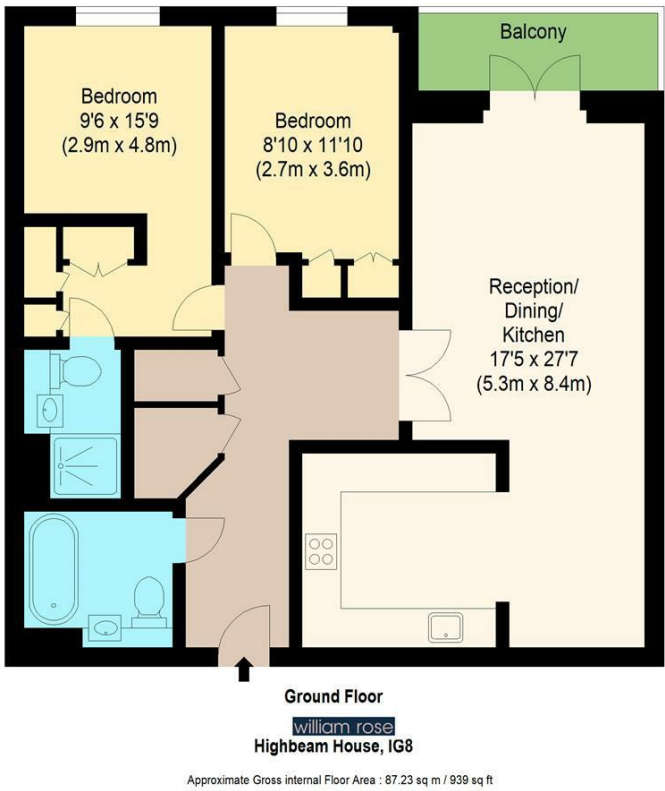 Balcony
Bedroom
9'6 x 15'9
(2.9m x 4.8m)
Bedroom
8'10 x 11'10
(2.7m x 3.6m)
Reception/
Dining/
Kitchen
17'5 x 27'7
(5.3m x 8.4m)
Ground Floor
william rose
Highbeam House, IG8
Approximate Gross internal Floor Area : 87.23 sq m / 939 sq ft